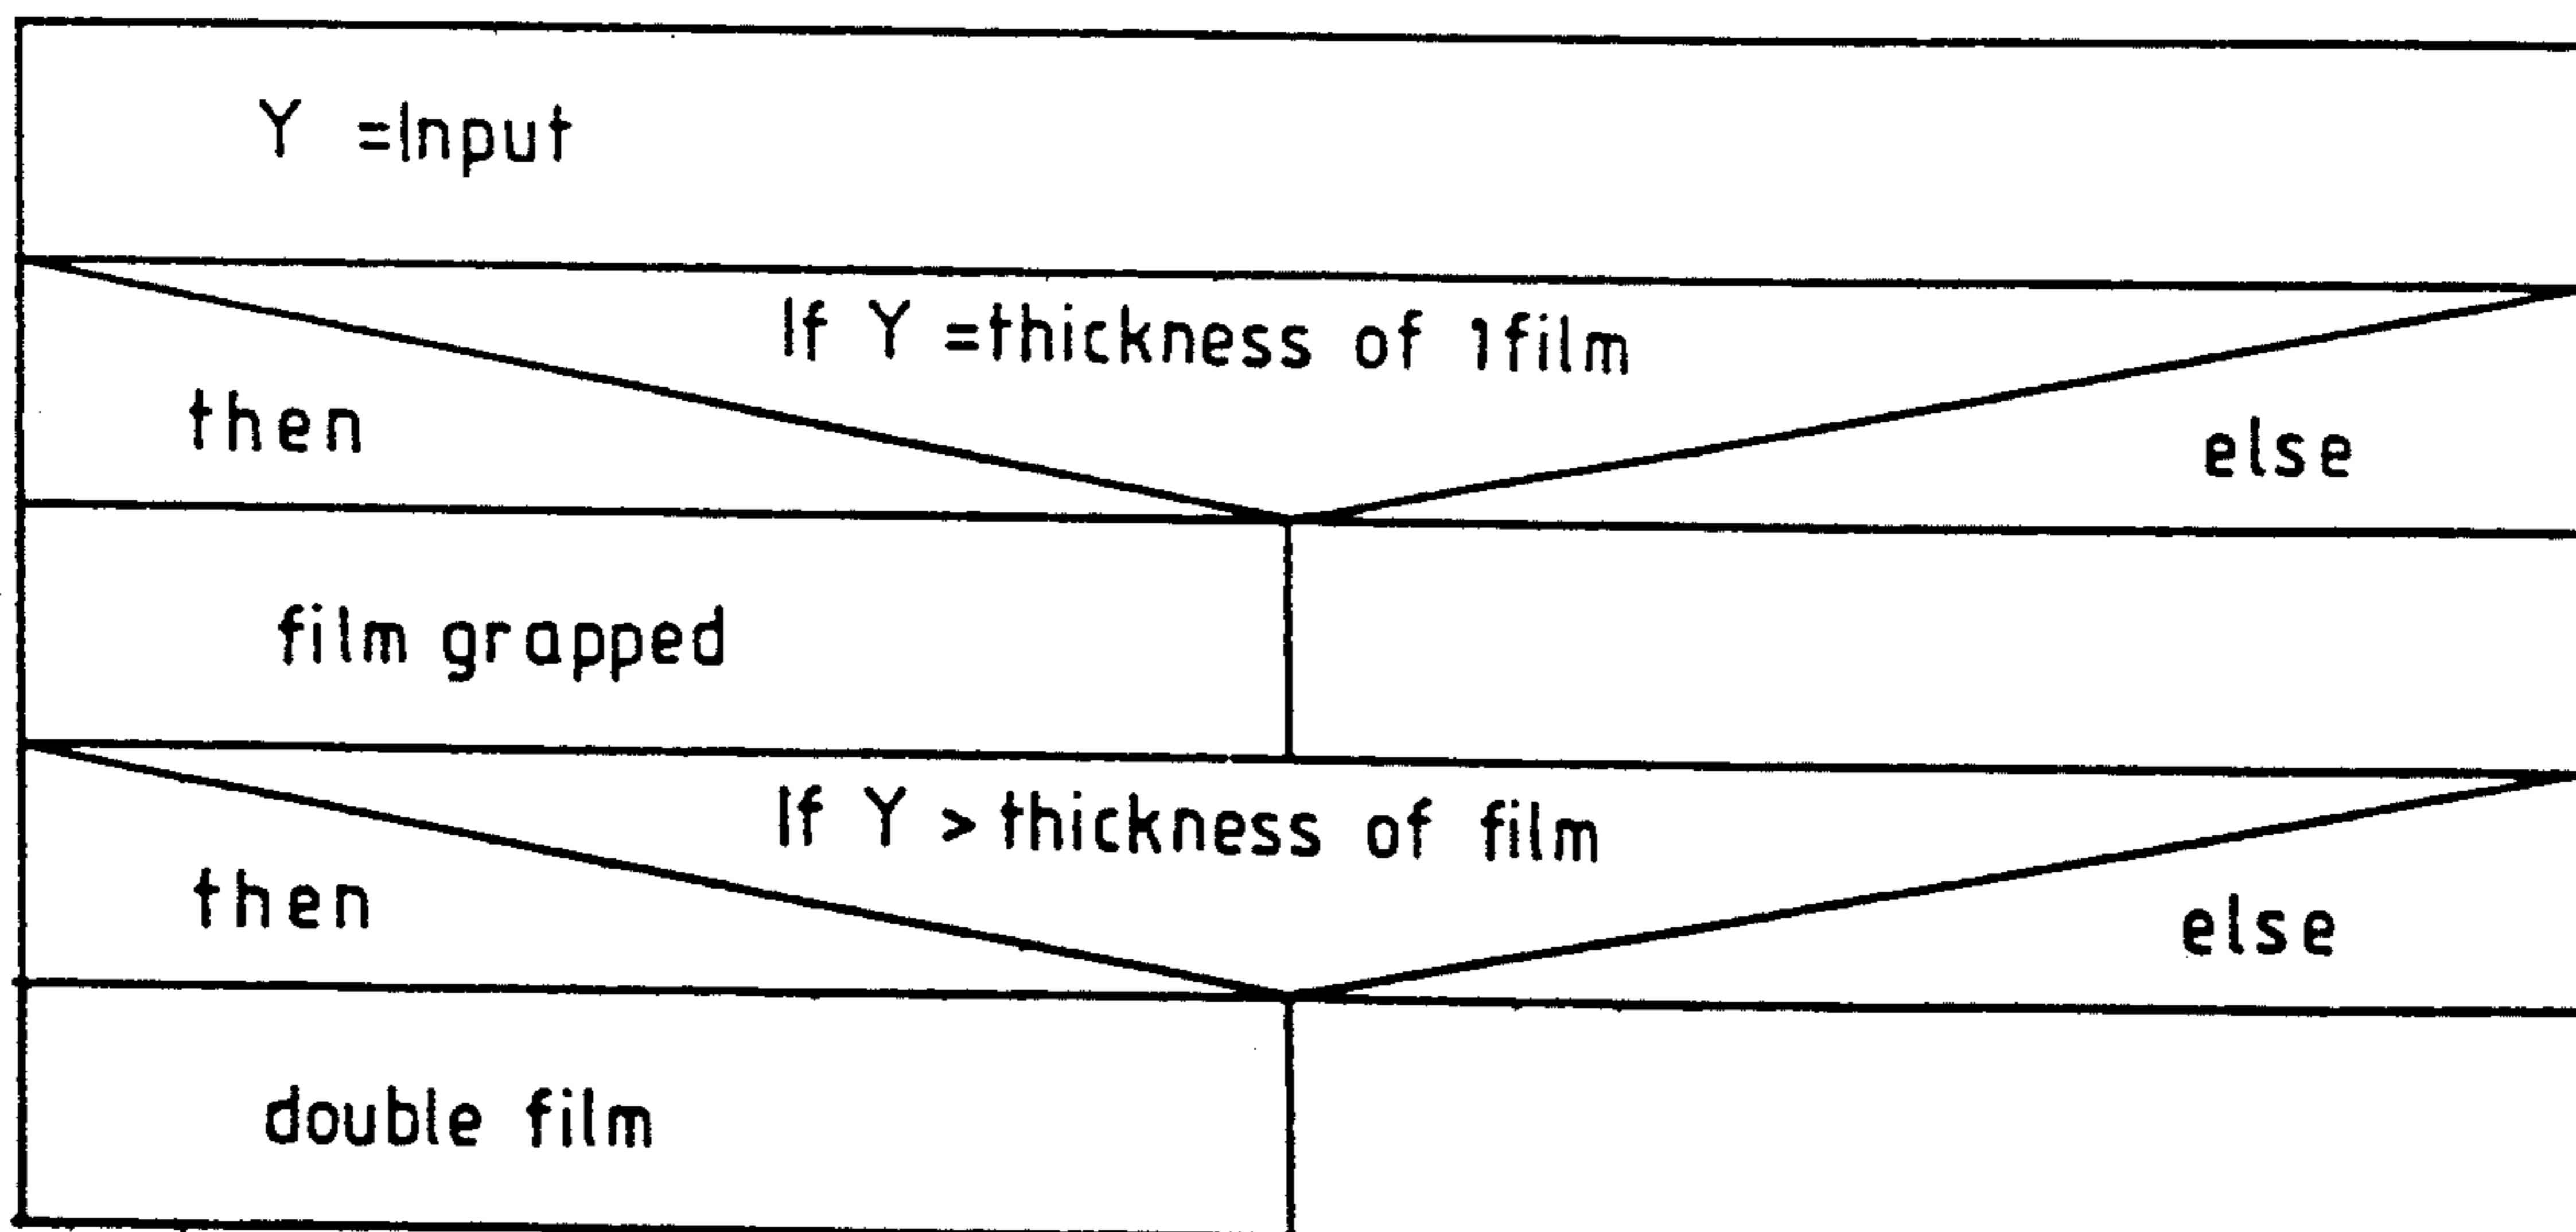 Y =Input
If Y =thickness of 1film
then
else
film grapped
If Y > thickness of film
then
else
double film